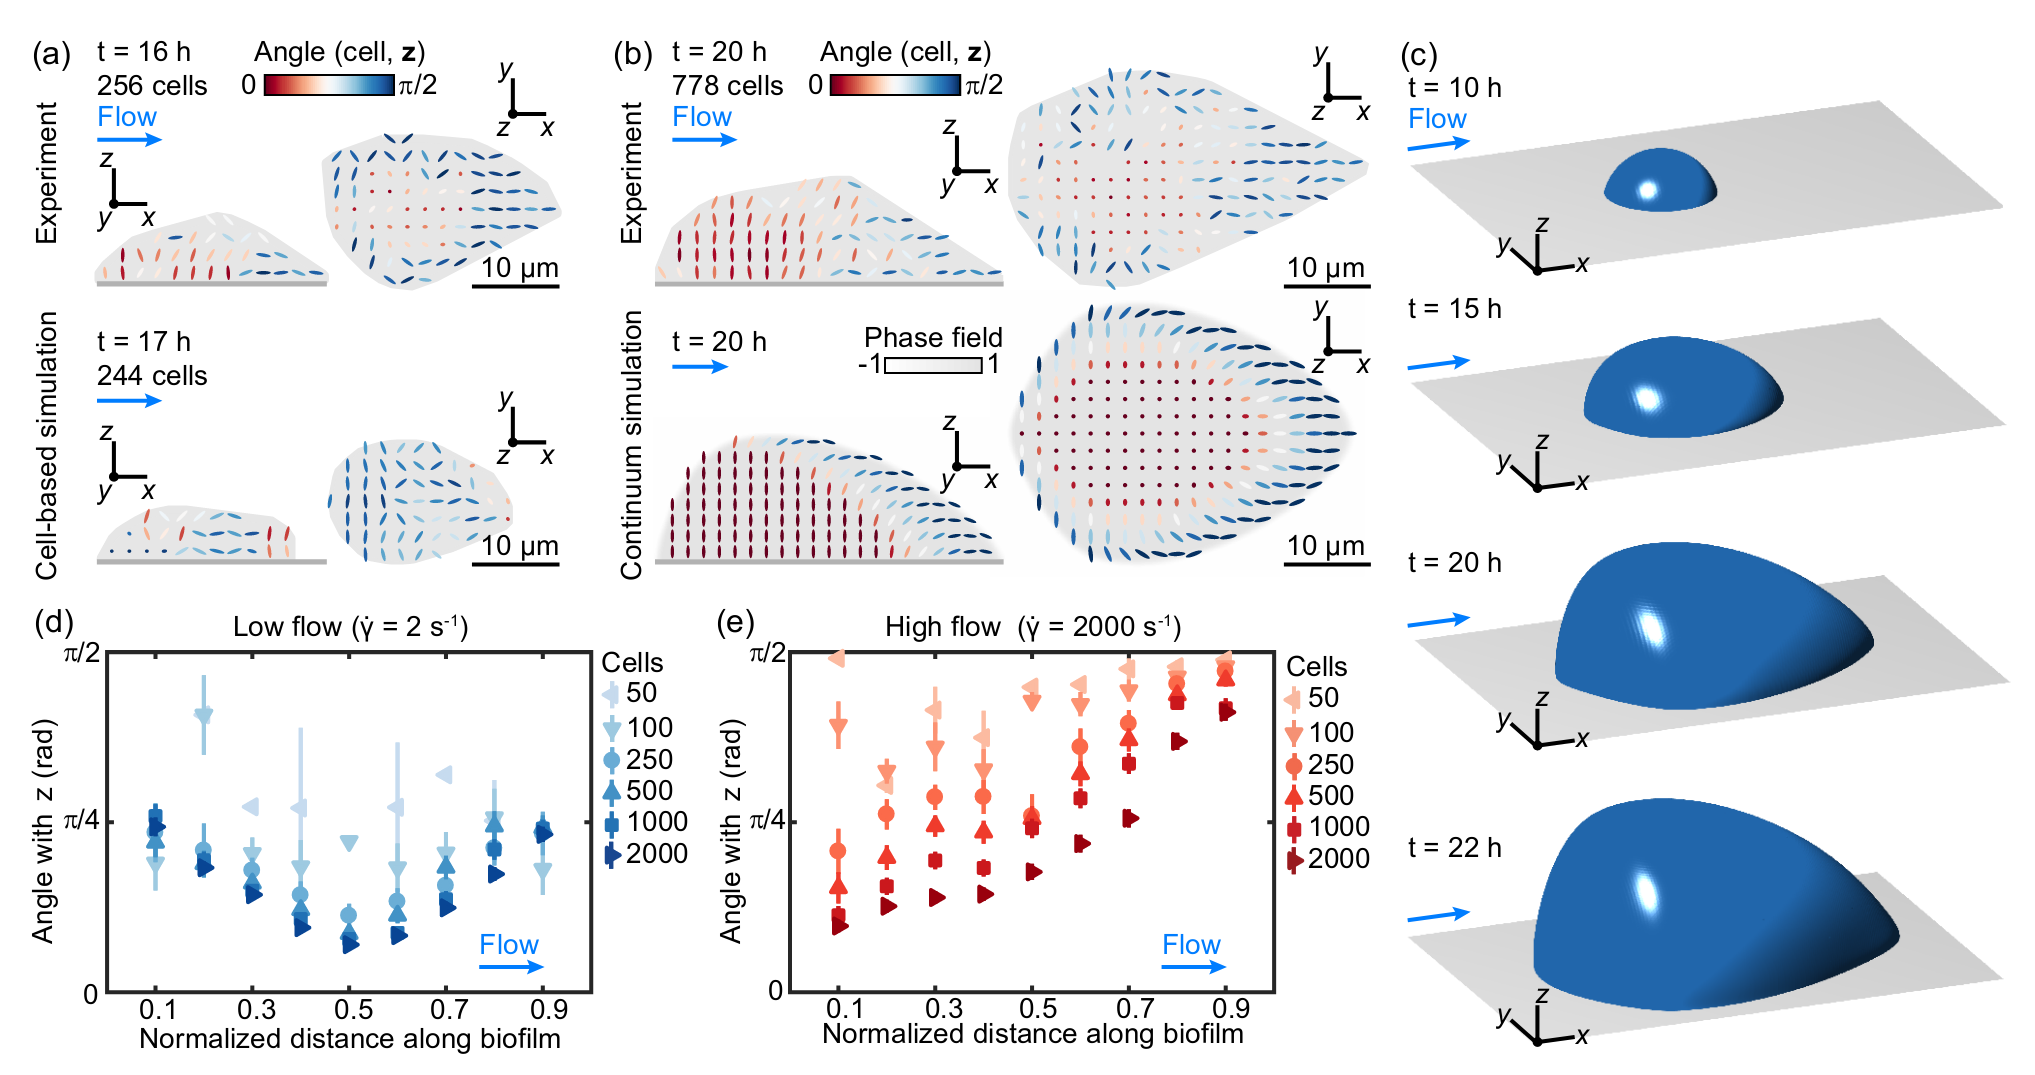 (a)
t = 16 h
256 cells
Flow
Angle (cell, z)
0
π/2
Experiment
z
y
x
y
z
x
10 μm
Cell-based simulation
t = 17 h
244 cells
z
y
x
y
z
x
10 μm
(b)
t = 20 h
778 cells
Flow
Angle (cell, z)
0
π/2
Experiment
z
y
x
y
z
x
10 μm
Continuum simulation
t = 20 h
Phase field
-1
1
z
y
x
y
z
x
10 μm
(c)
t = 10 h
Flow
y
z
x
t = 15 h
y
z
x
t = 20 h
y
z
x
t = 22 h
y
z
x
(d)
Low flow (γ̇ = 2 s⁻¹)
Angle with z (rad)
π/2
π/4
0
0.1
0.3
0.5
0.7
0.9
Normalized distance along biofilm
Flow
Cells
50
100
250
500
1000
2000
(e)
High flow (γ̇ = 2000 s⁻¹)
Angle with z (rad)
π/2
π/4
0
0.1
0.3
0.5
0.7
0.9
Normalized distance along biofilm
Flow
Cells
50
100
250
500
1000
2000